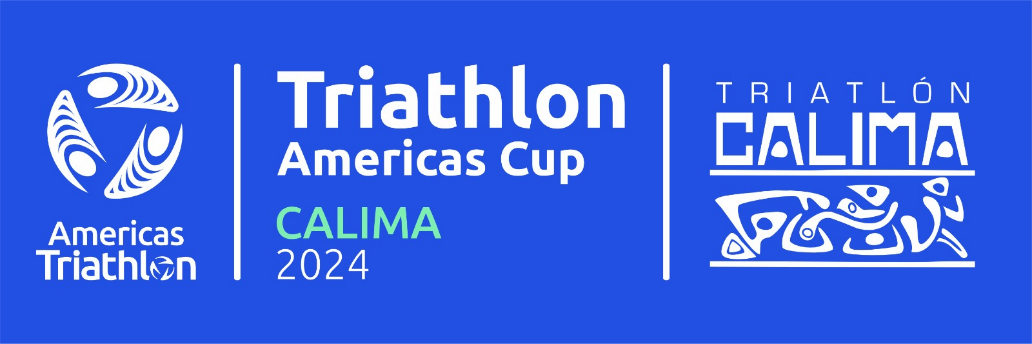 Americas
Triathlon
Triathlon
Americas Cup
CALIMA
2024
TRIATLÓN
CALIMA